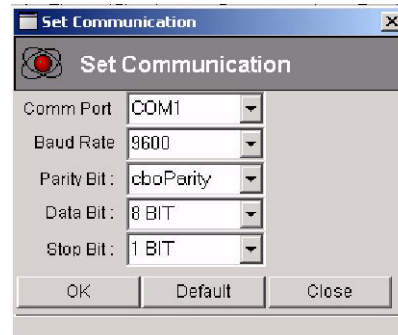 Set Communication
Set Communication
Comm Port COM1
Baud Rate 9600
Parity Bit : cboParity
Data Bit : 8 BIT
Stop Bit : 1 BIT
OK Default Close